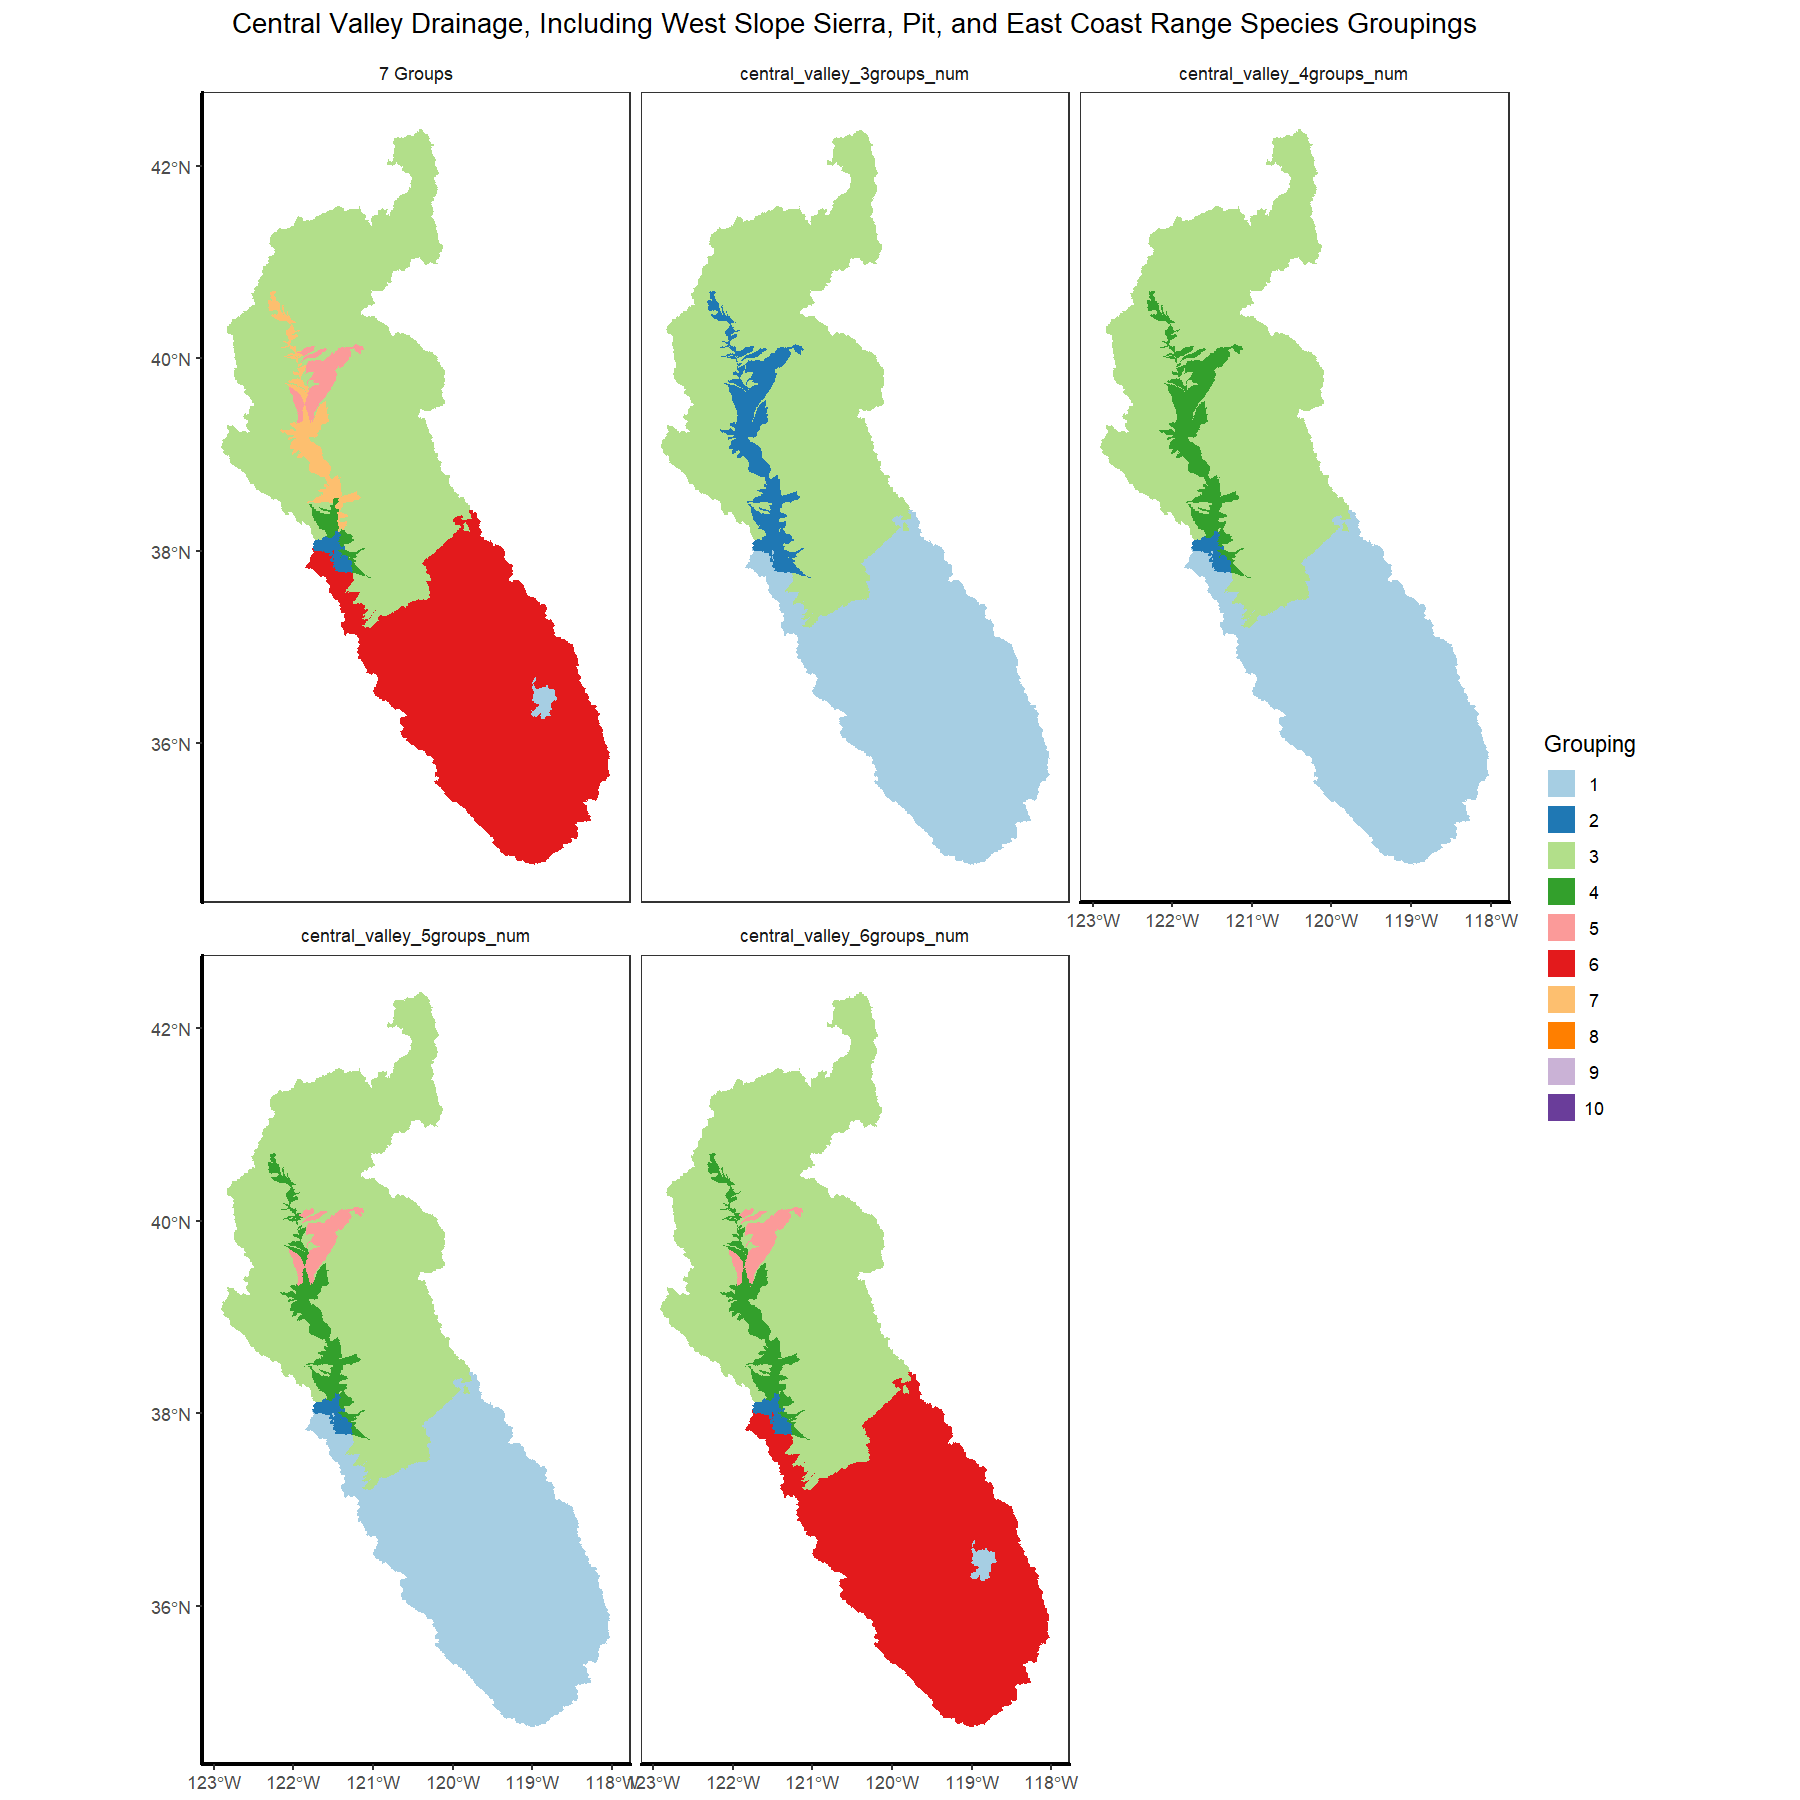 Central Valley Drainage, Including West Slope Sierra, Pit, and East Coast Range Species Groupings
7 Groups
central_valley_3groups_num
central_valley_4groups_num
42°N
40°N
38°N
36°N
123°W 122°W 121°W 120°W 119°W 118°W
Grouping
1
2
3
4
5
6
7
8
9
10
central_valley_5groups_num
central_valley_6groups_num
42°N
40°N
38°N
36°N
123°W 122°W 121°W 120°W 119°W 118°W
123°W 122°W 121°W 120°W 119°W 118°W